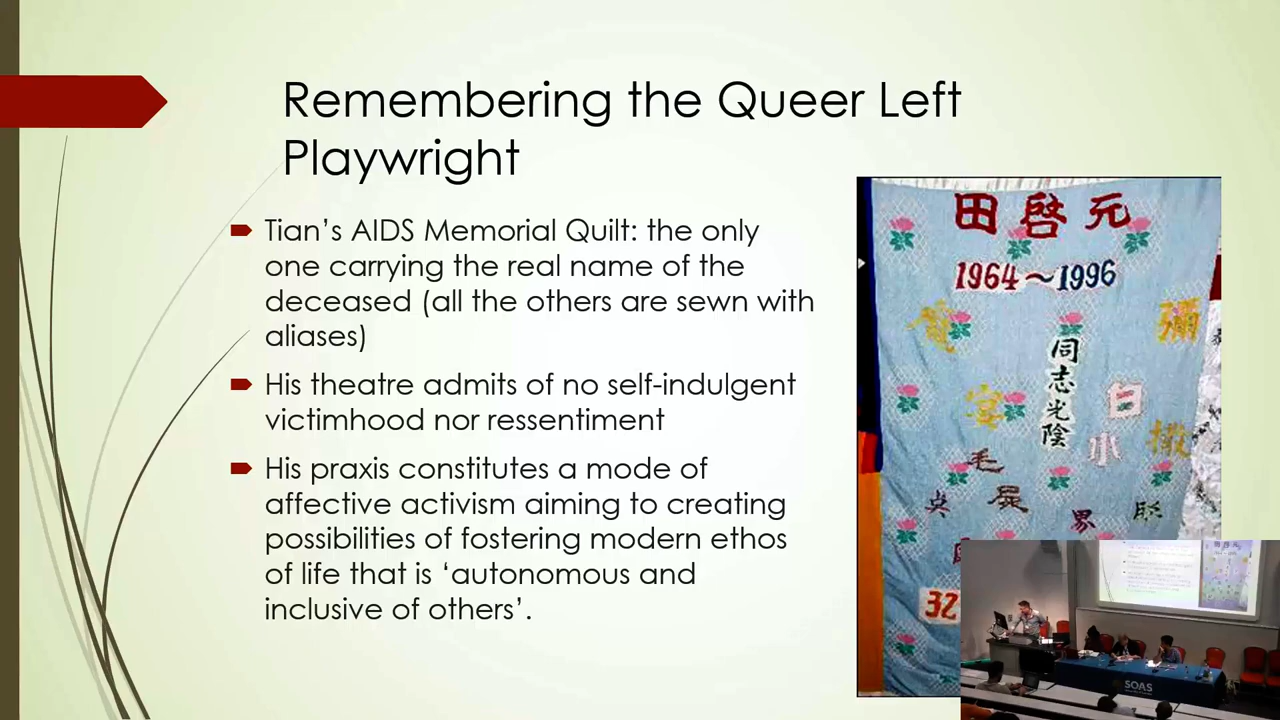 Remembering the Queer Left
Playwright
Tian’s AIDS Memorial Quilt: the only
one carrying the real name of the
deceased (all the others are sewn with
aliases)
His theatre admits of no self-indulgent
victimhood nor ressentiment
His praxis constitutes a mode of
affective activism aiming to creating
possibilities of fostering modern ethos
of life that is ‘autonomous and
inclusive of others’.
田啓元
1964~1996
彌
同志光陰
宴
白
撒
水
毛
屍
界
32
SOAS